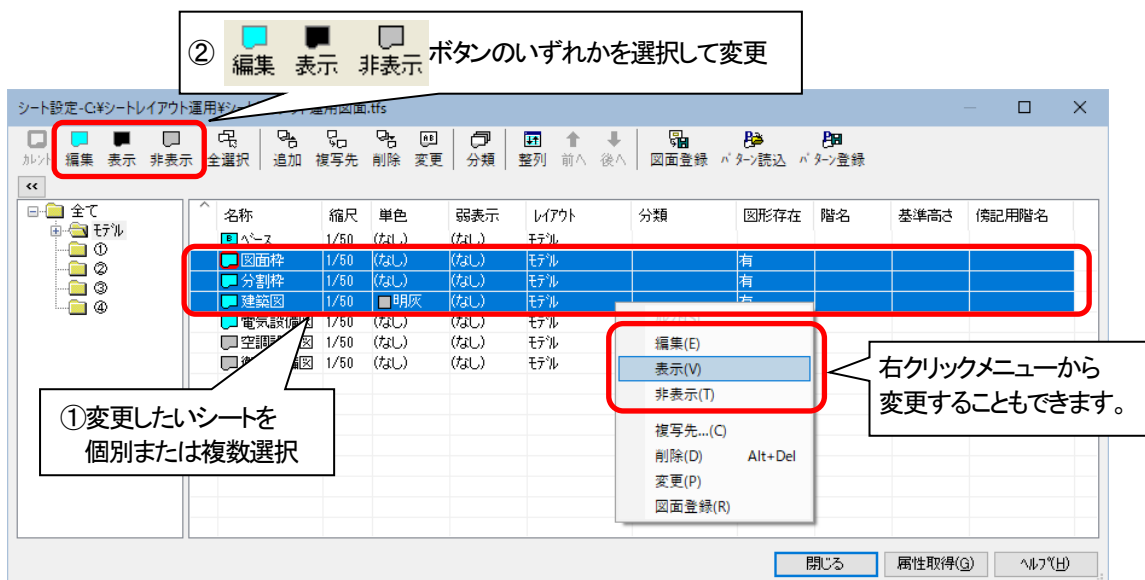 ② 編集 表示 非表示 ボタンのいずれかを選択して変更
シート設定-C:¥シートレイアウト運用¥シート 運用図面.tfs
カレント 編集 表示 非表示 全選択 追加 複写先 削除 変更 分類 整列 前へ 後へ 図面登録 パターン読込 パターン登録
<<
全て
モデル
①
②
③
④
名称 縮尺 単色 弱表示 レイアウト 分類 図形存在 階名 基準高さ 傍記用階名
ベース 1/50 (なし) (なし) モデル
図面枠 1/50 (なし) (なし) モデル 有
分割枠 1/50 (なし) (なし) モデル 有
建築図 1/50 明灰 (なし) モデル 有
電気設備図 1/50 (なし) (なし) モデル
空調 図 1/50 (なし) (なし) モデル
図 1/50 (なし) (なし) モデル
編集(E)
表示(V)
非表示(T)
複写先...(C)
削除(D) Alt+Del
変更(P)
図面登録(R)
右クリックメニューから
変更することもできます。
①変更したいシートを
個別または複数選択
閉じる 属性取得(G) ヘルプ(H)